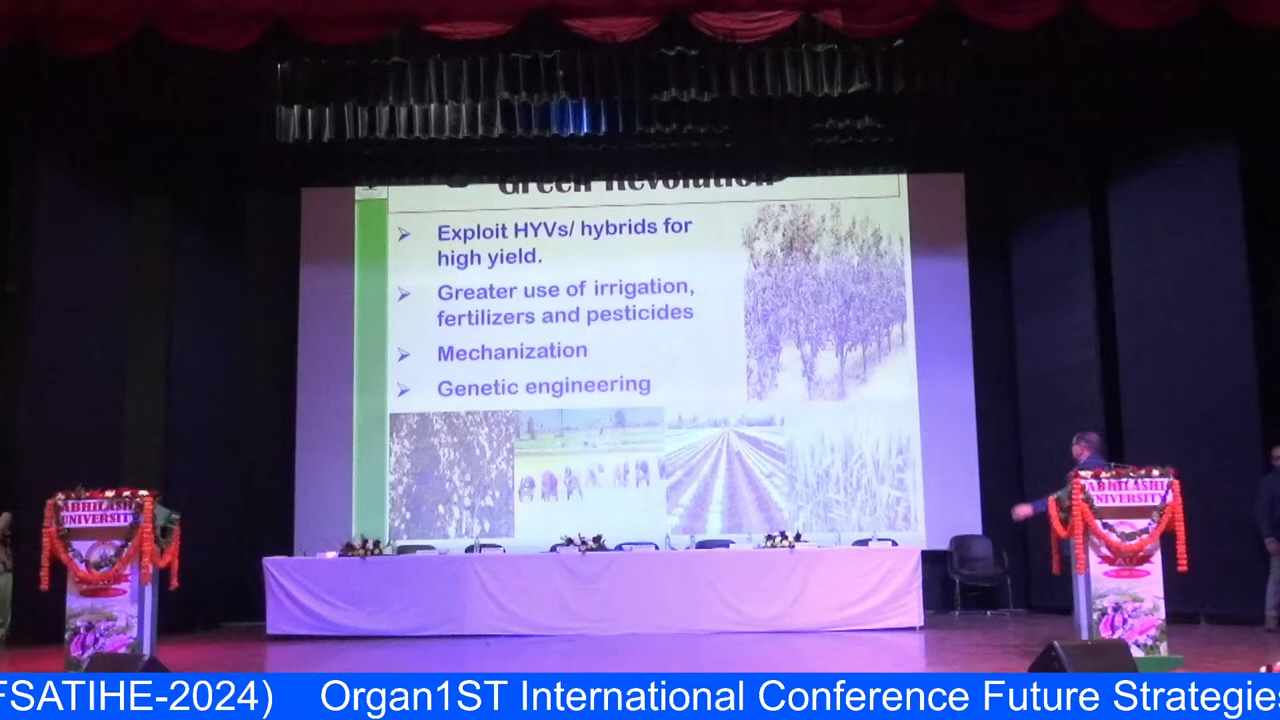 Green Revolution
Exploit HYVs/ hybrids for
high yield.
Greater use of irrigation,
fertilizers and pesticides
Mechanization
Genetic engineering
ABHILASHI
UNIVERSITY
ABHILASHI
UNIVERSITY
FSATIHE-2024) Organ1ST International Conference Future Strategies